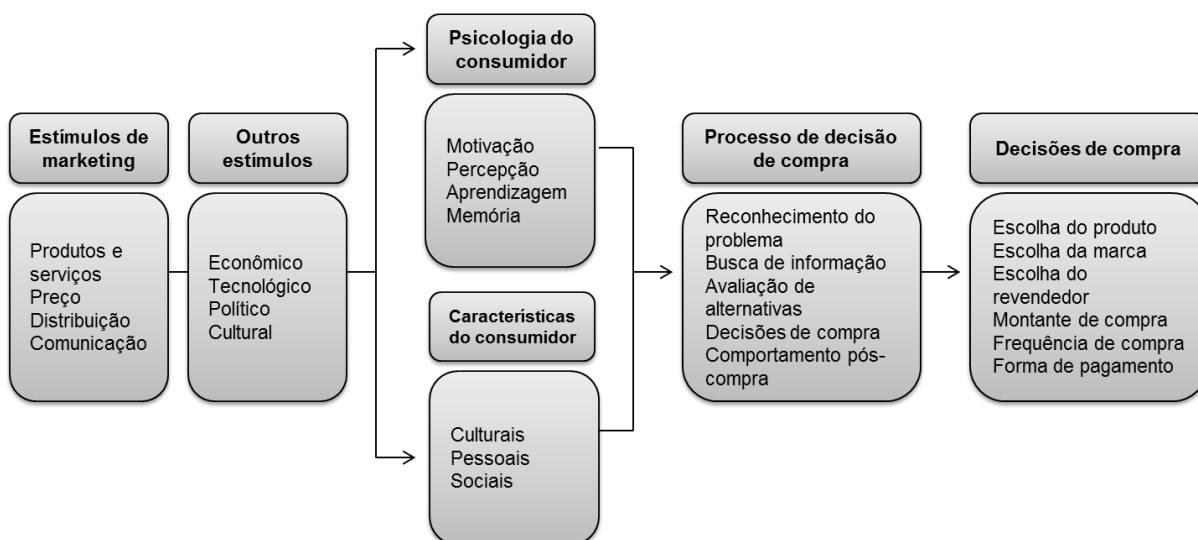 Estímulos de
marketing
Produtos e
serviços
Preço
Distribuição
Comunicação
Outros
estímulos
Econômico
Tecnológico
Político
Cultural
Psicologia do
consumidor
Motivação
Percepção
Aprendizagem
Memória
Características
do consumidor
Culturais
Pessoais
Sociais
Processo de decisão
de compra
Reconhecimento do
problema
Busca de informação
Avaliação de
alternativas
Decisões de compra
Comportamento pós-
compra
Decisões de compra
Escolha do produto
Escolha da marca
Escolha do
revendedor
Montante de compra
Frequência de compra
Forma de pagamento